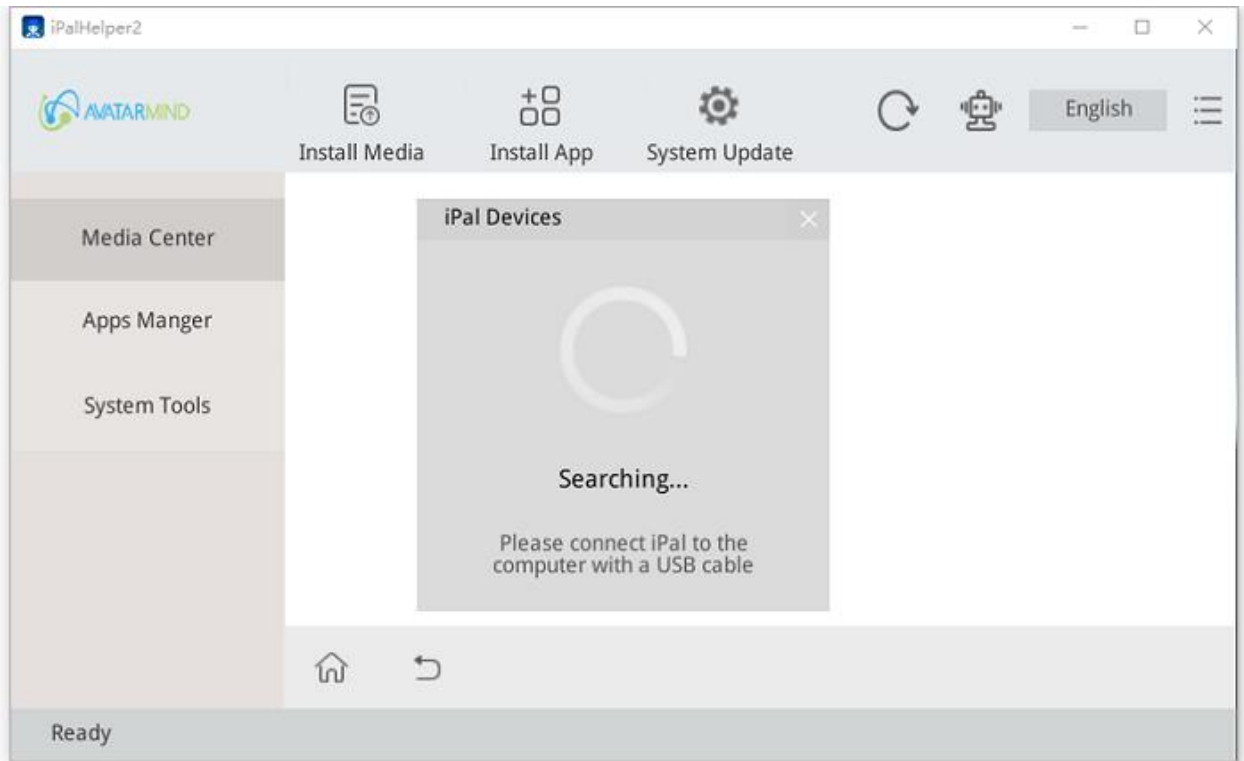 iPalHelper2
AVATARMIND
Install Media
Install App
System Update
English
Media Center
Apps Manger
System Tools
iPal Devices
Searching...
Please connect iPal to the
computer with a USB cable
Ready